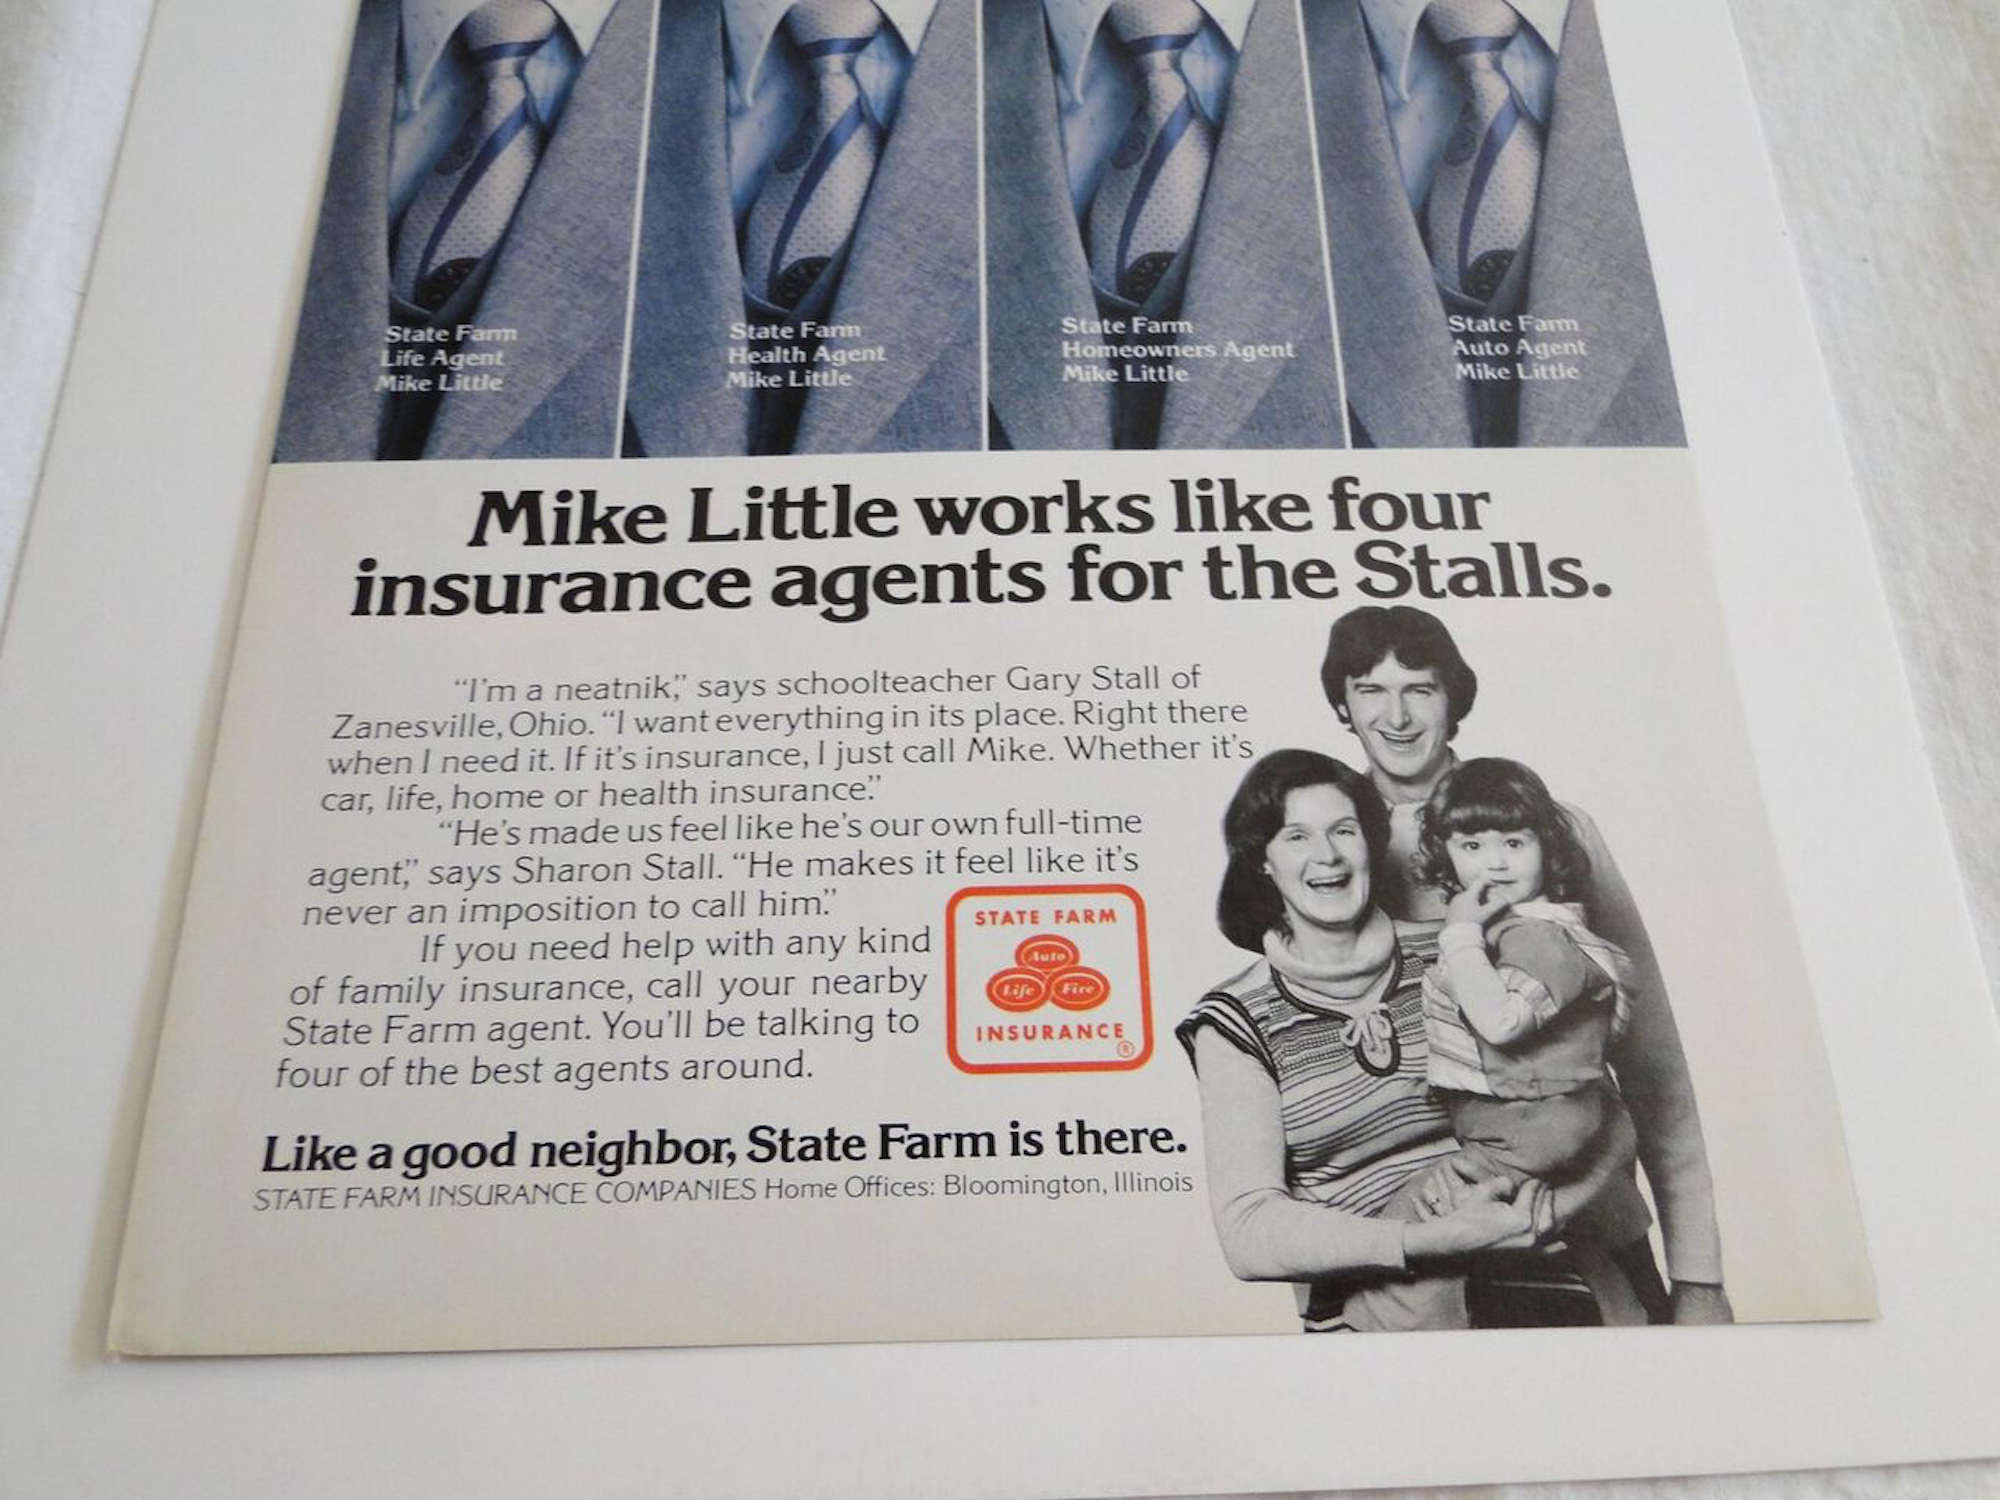 State Farm
Life Agent
Mike Little
State Farm
Health Agent
Mike Little
State Farm
Homeowners Agent
Mike Little
State Farm
Auto Agent
Mike Little
Mike Little works like four
insurance agents for the Stalls.
“I’m a neatnik,” says schoolteacher Gary Stall of
Zanesville, Ohio. “I want everything in its place. Right there
when I need it. If it’s insurance, I just call Mike. Whether it’s
car, life, home or health insurance.”
“He’s made us feel like he’s our own full-time
agent,” says Sharon Stall. “He makes it feel like it’s
never an imposition to call him.”
If you need help with any kind
of family insurance, call your nearby
State Farm agent. You’ll be talking to
four of the best agents around.
STATE FARM
Auto
Life Fire
INSURANCE
®
Like a good neighbor, State Farm is there.
STATE FARM INSURANCE COMPANIES Home Offices: Bloomington, Illinois